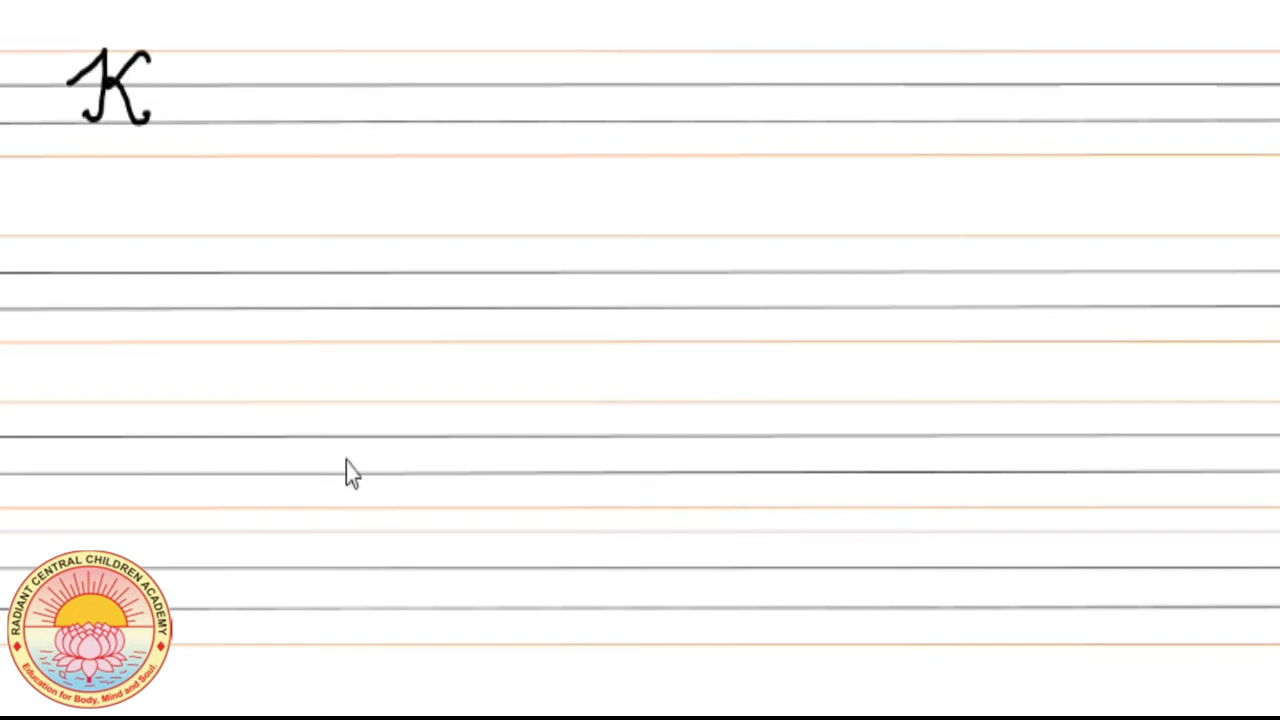 K
RADIANT CENTRAL CHILDREN ACADEMY
Education for Body, Mind and Soul.